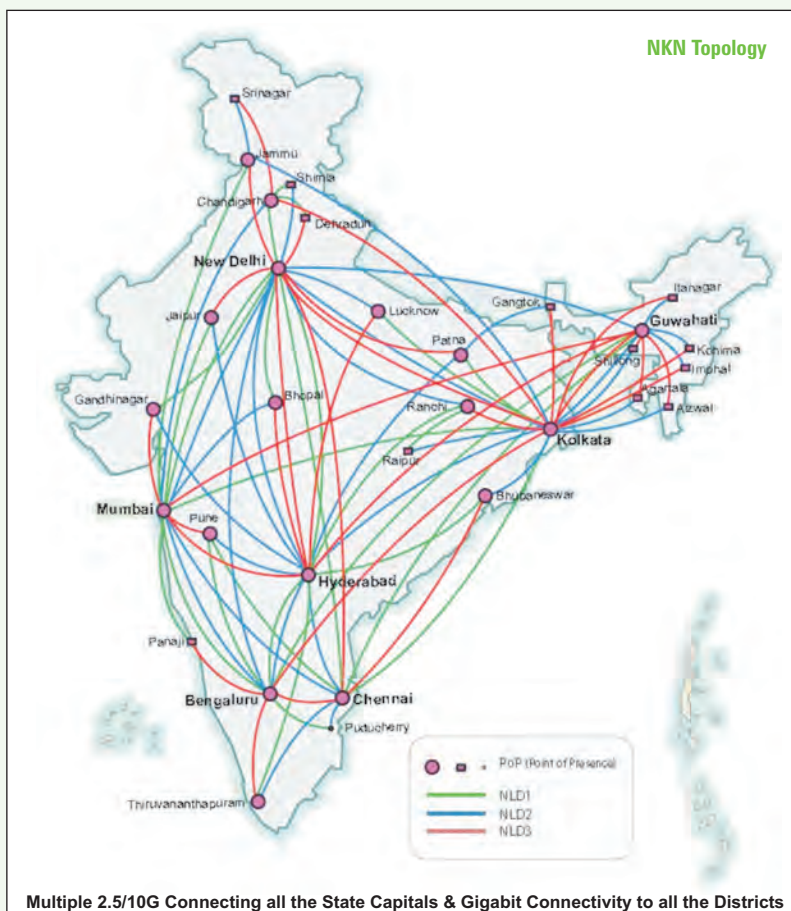 NKN Topology
Srinagar
Jammu
Shimla
Chandigarh
Dehradun
New Delhi
Itanagar
Gangtok
Guwahati
Jaipur
Lucknow
Patna
Shillong
Kohima
Imphal
Gandhinagar
Bhopal
Ranchi
Agartala
Aizwal
Kolkata
Raipur
Bhubaneswar
Mumbai
Pune
Hyderabad
Panaji
Bengaluru
Chennai
Puducherry
PoP (Point of Presence)
NLD1
NLD2
NLD3
Thiruvananthapuram
Multiple 2.5/10G Connecting all the State Capitals & Gigabit Connectivity to all the Districts